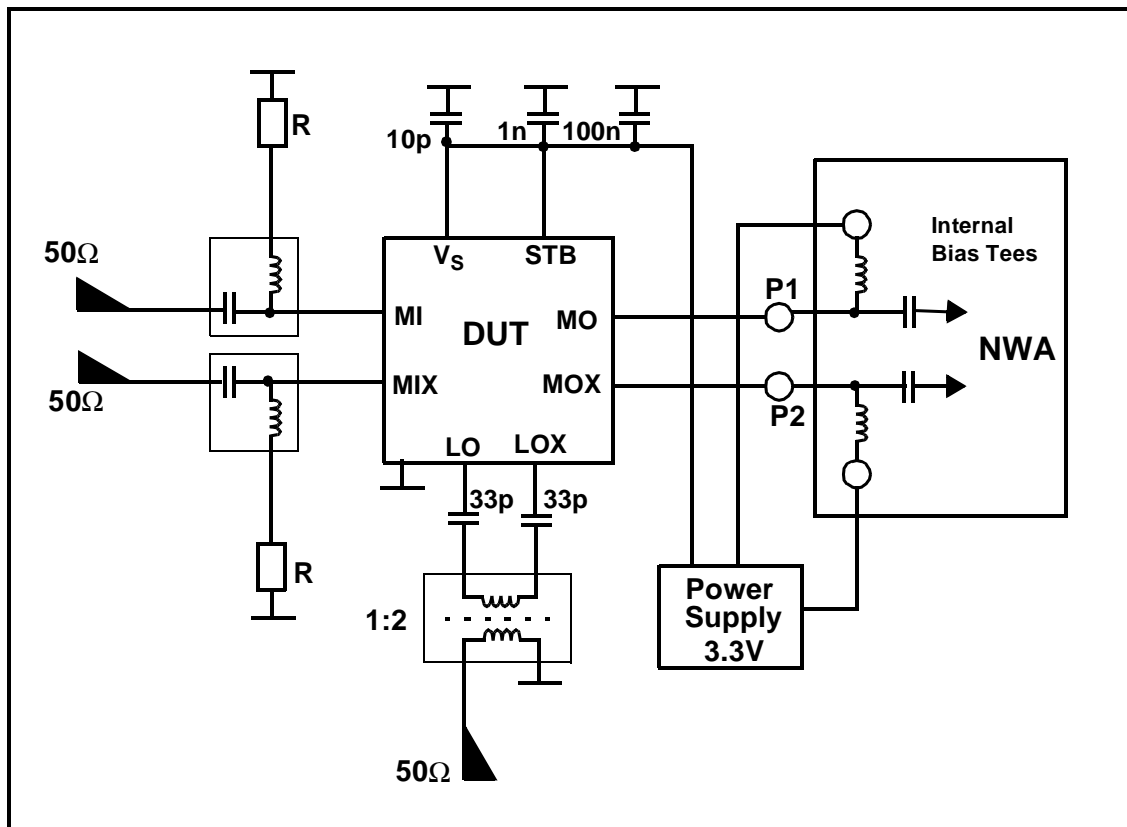 R
10p
1n
100n
50Ω
V_S
STB
Internal
Bias Tees
P1
MI
DUT
MO
NWA
50Ω
MIX
MOX
P2
LO
LOX
33p
33p
R
1:2
Power
Supply
3.3V
50Ω